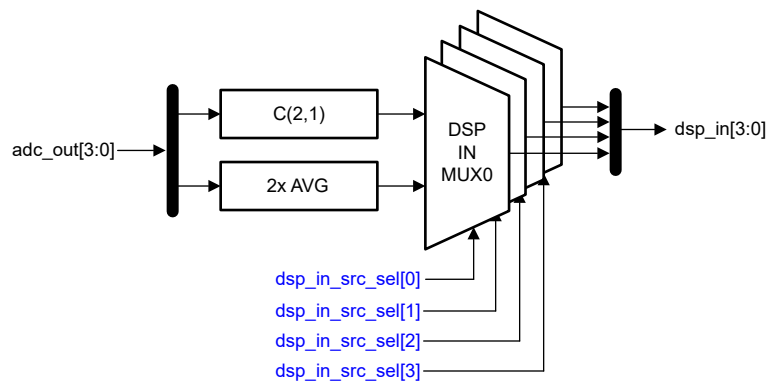 C(2,1)
adc_out[3:0]
2x AVG
DSP
IN
MUX0
dsp_in[3:0]
dsp_in_src_sel[0]
dsp_in_src_sel[1]
dsp_in_src_sel[2]
dsp_in_src_sel[3]